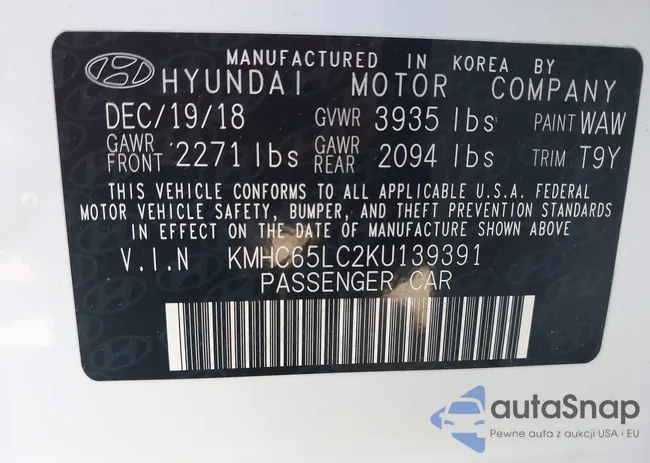 MANUFACTURED IN KOREA BY
HYUNDAI MOTOR COMPANY
DEC/19/18 GVWR 3935 lbs PAINT WAW
GAWR FRONT 2271 lbs GAWR REAR 2094 lbs TRIM T9Y
THIS VEHICLE CONFORMS TO ALL APPLICABLE U.S.A. FEDERAL
MOTOR VEHICLE SAFETY, BUMPER, AND THEFT PREVENTION STANDARDS
IN EFFECT ON THE DATE OF MANUFACTURE SHOWN ABOVE
V.I.N KMHC65LC2KU139391
PASSENGER CAR
autaSnap
Pewne auta z aukcji USA i EU